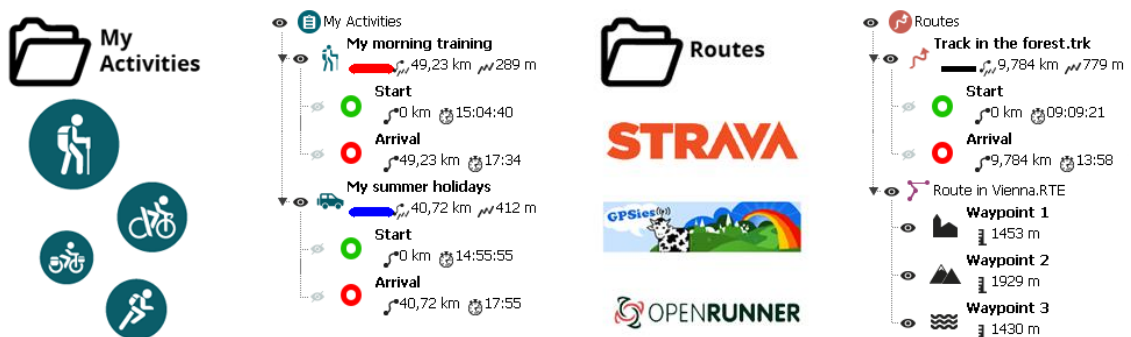 My
Activities
My Activities
My morning training
49,23 km 289 m
Start
0 km 15:04:40
Arrival
49,23 km 17:34
My summer holidays
40,72 km 412 m
Start
0 km 14:55:55
Arrival
40,72 km 17:55
Routes
STRAVA
GPSies
OPENRUNNER
Routes
Track in the forest.trk
9,784 km 779 m
Start
0 km 09:09:21
Arrival
9,784 km 13:58
Route in Vienna.RTE
Waypoint 1
1453 m
Waypoint 2
1929 m
Waypoint 3
1430 m